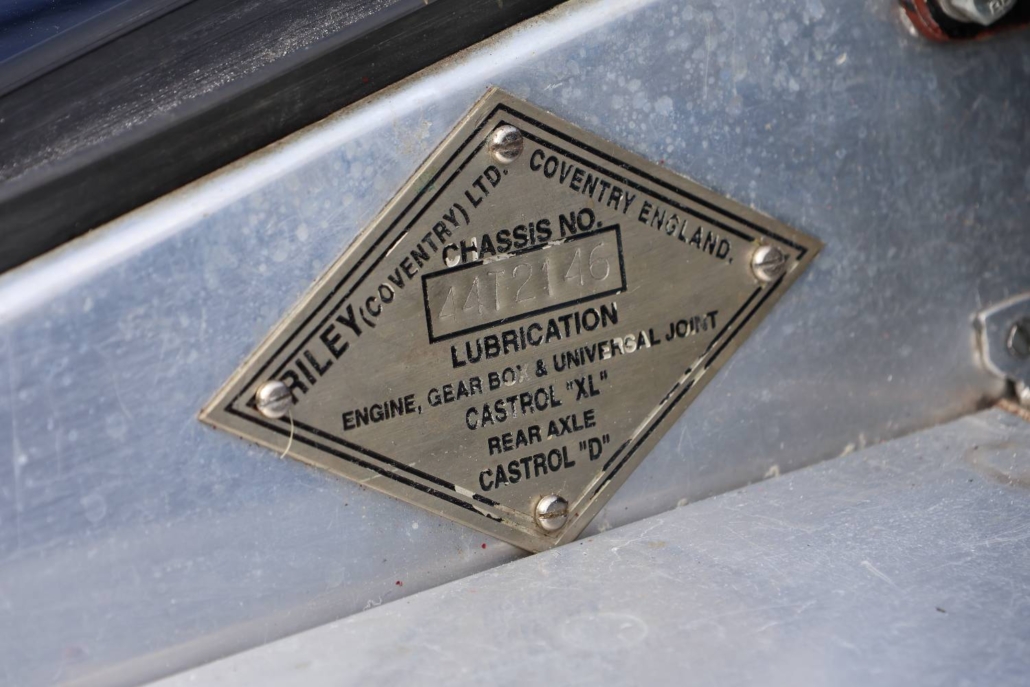 RILEY (COVENTRY) LTD.
COVENTRY ENGLAND.
CHASSIS NO.
44T2146
LUBRICATION
ENGINE, GEAR BOX & UNIVERSAL JOINT
CASTROL "XL"
REAR AXLE
CASTROL "D"